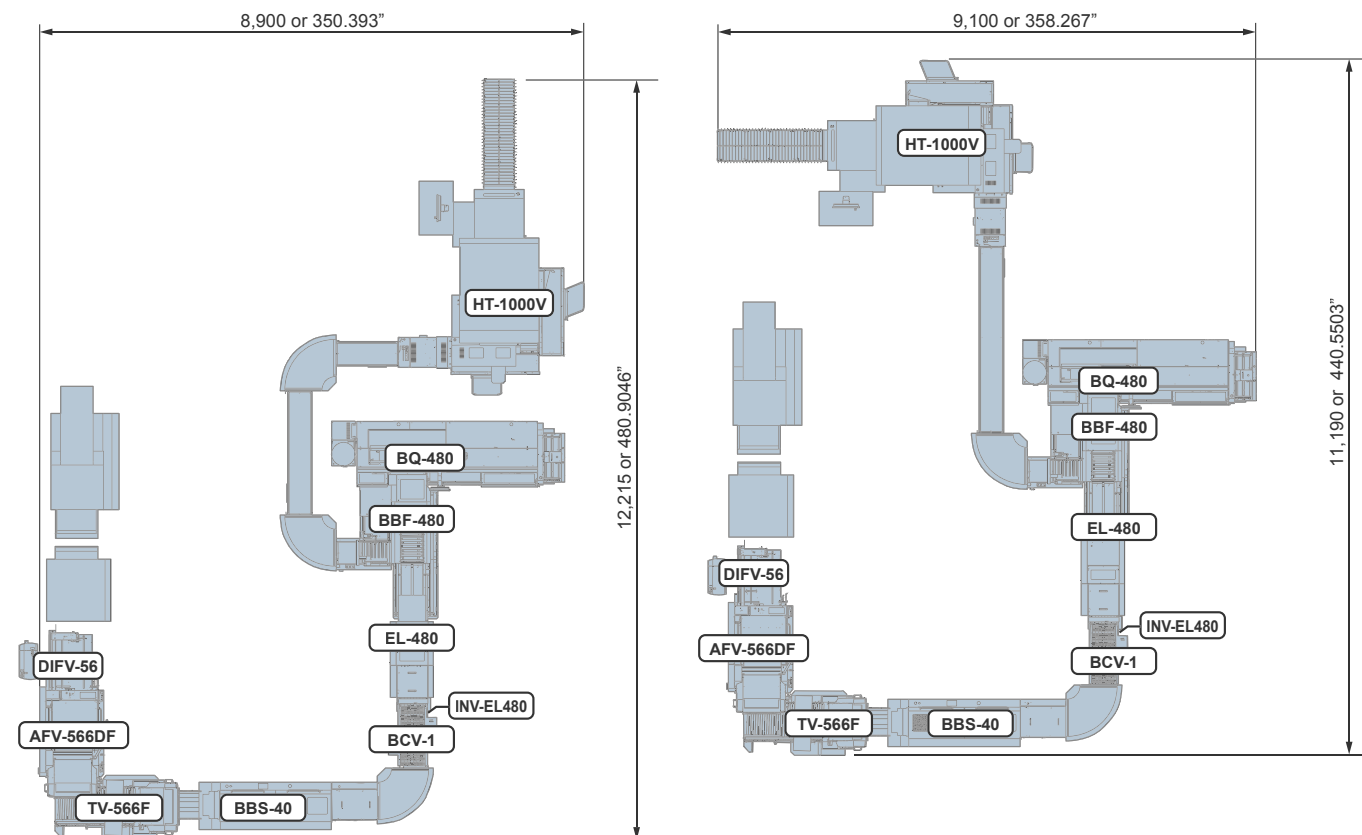 8,900 or 350.393”
12,215 or 480.9046”
HT-1000V
BQ-480
BBF-480
EL-480
INV-EL480
BCV-1
DIFV-56
AFV-566DF
TV-566F
BBS-40
9,100 or 358.267”
11,190 or 440.5503”
HT-1000V
BQ-480
BBF-480
EL-480
INV-EL480
BCV-1
DIFV-56
AFV-566DF
TV-566F
BBS-40